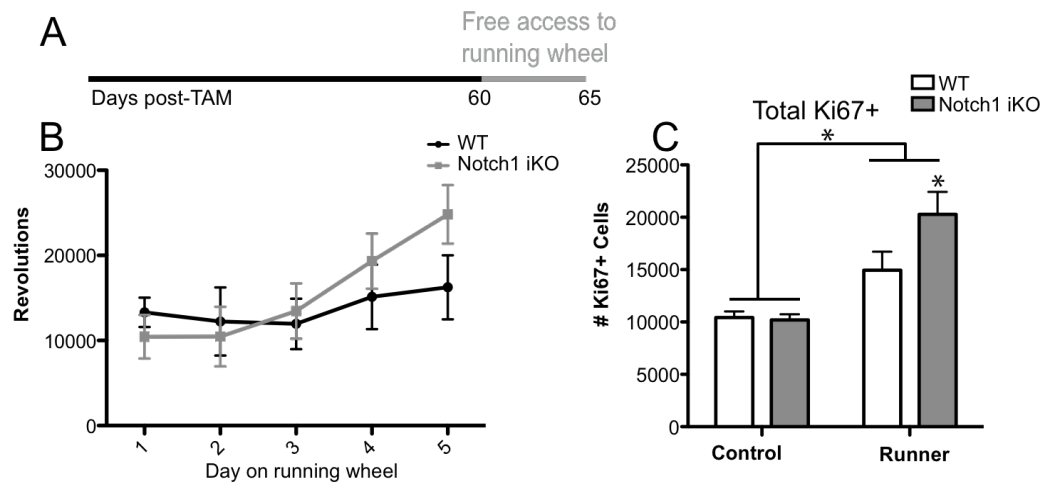 A
Free access to
running wheel
Days post-TAM
60
65
B
WT
Notch1 iKO
30000
20000
10000
0
Revolutions
1
2
3
4
5
Day on running wheel
C
WT
Notch1 iKO
Total Ki67+
*
*
25000
20000
15000
10000
5000
0
# Ki67+ Cells
Control
Runner